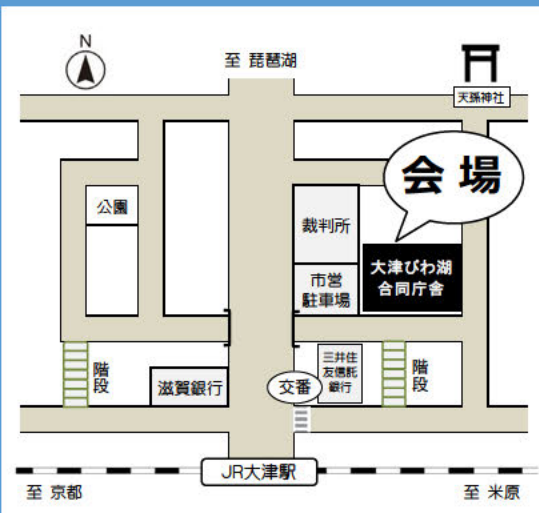 N
至 琵琶湖
天孫神社
会場
公園
裁判所
大津びわ湖
合同庁舎
市営
駐車場
階
段
滋賀銀行
交番
三井住
友信託
銀行
階
段
JR大津駅
至 京都
至 米原